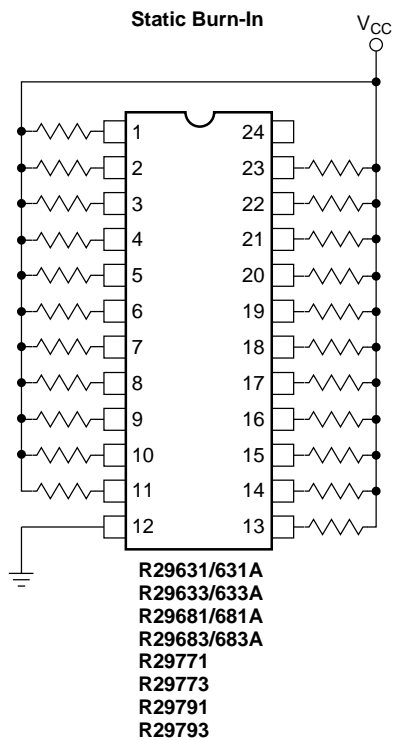 Static Burn-In
VCC
1 24
2 23
3 22
4 21
5 20
6 19
7 18
8 17
9 16
10 15
11 14
12 13
R29631/631A
R29633/633A
R29681/681A
R29683/683A
R29771
R29773
R29791
R29793